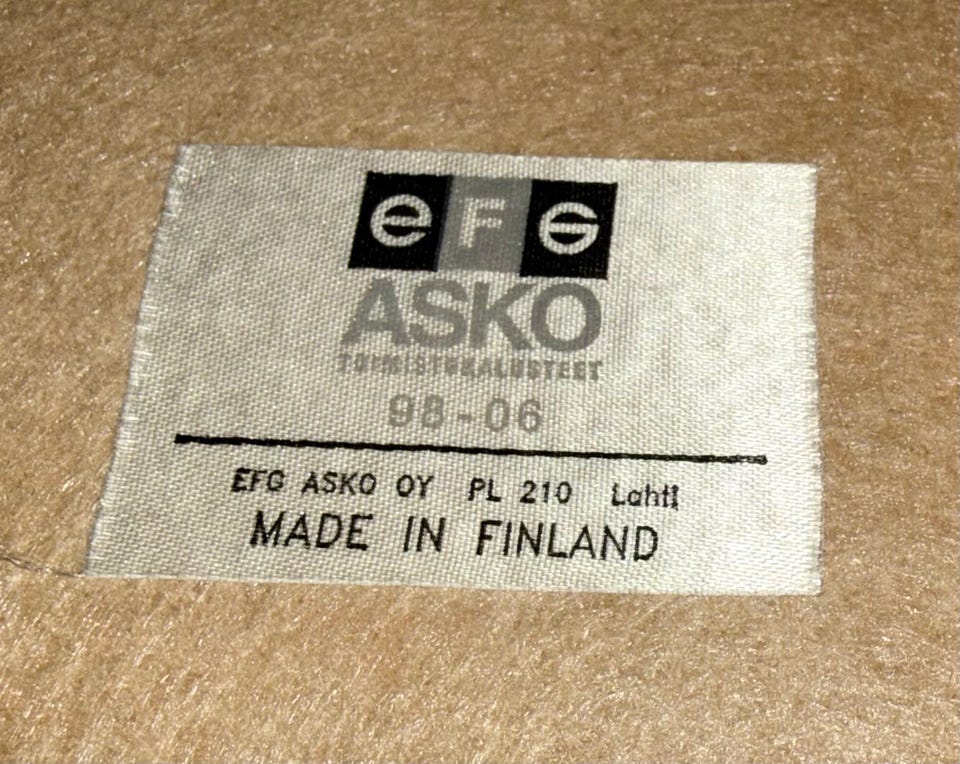 eFG
ASKO
TOIMISTOKALUSTEET
98-06
EFG ASKO OY PL 210 Lahti
MADE IN FINLAND